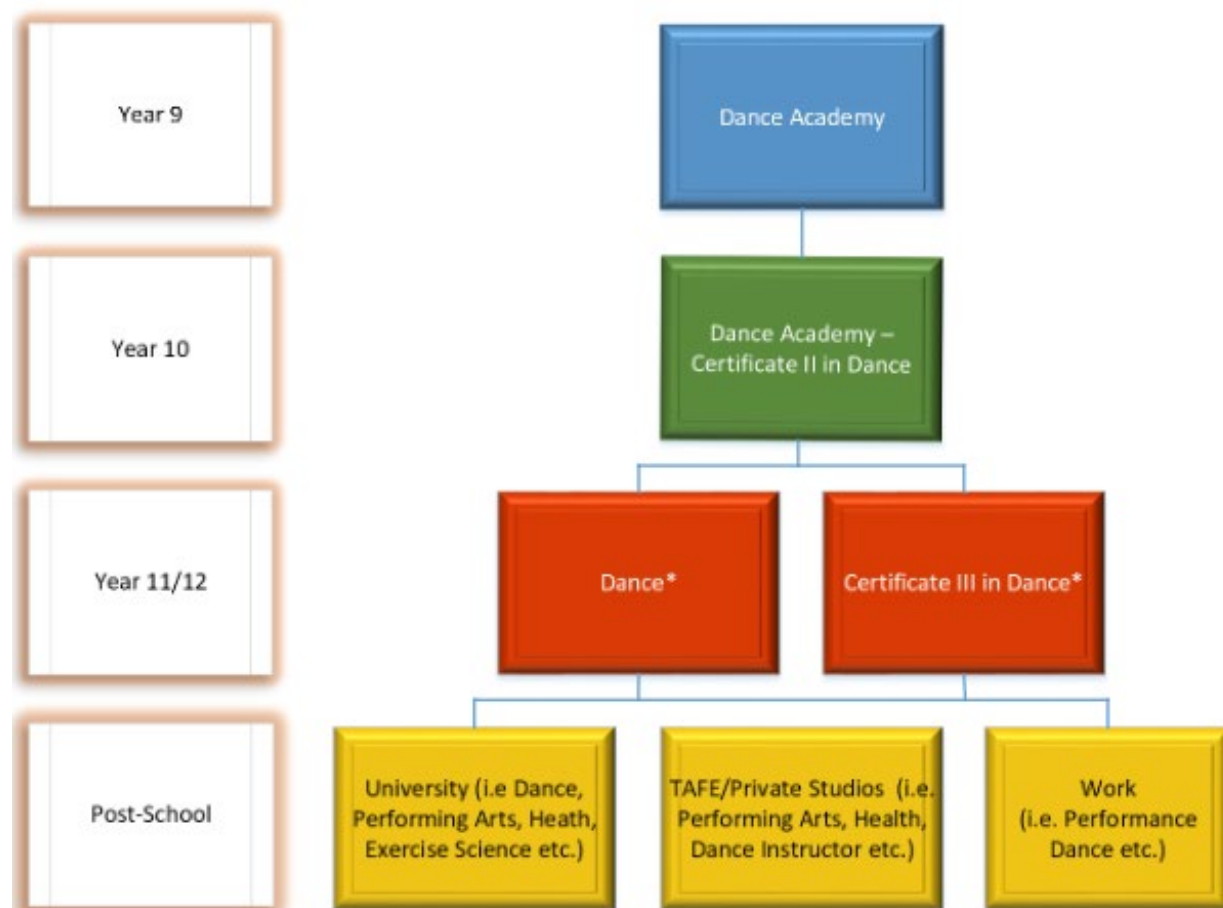 Year 9
Dance Academy
Year 10
Dance Academy –
Certificate II in Dance
Year 11/12
Dance*
Certificate III in Dance*
Post-School
University (i.e Dance,
Performing Arts, Heath,
Exercise Science etc.)
TAFE/Private Studios (i.e.
Performing Arts, Health,
Dance Instructor etc.)
Work
(i.e. Performance
Dance etc.)